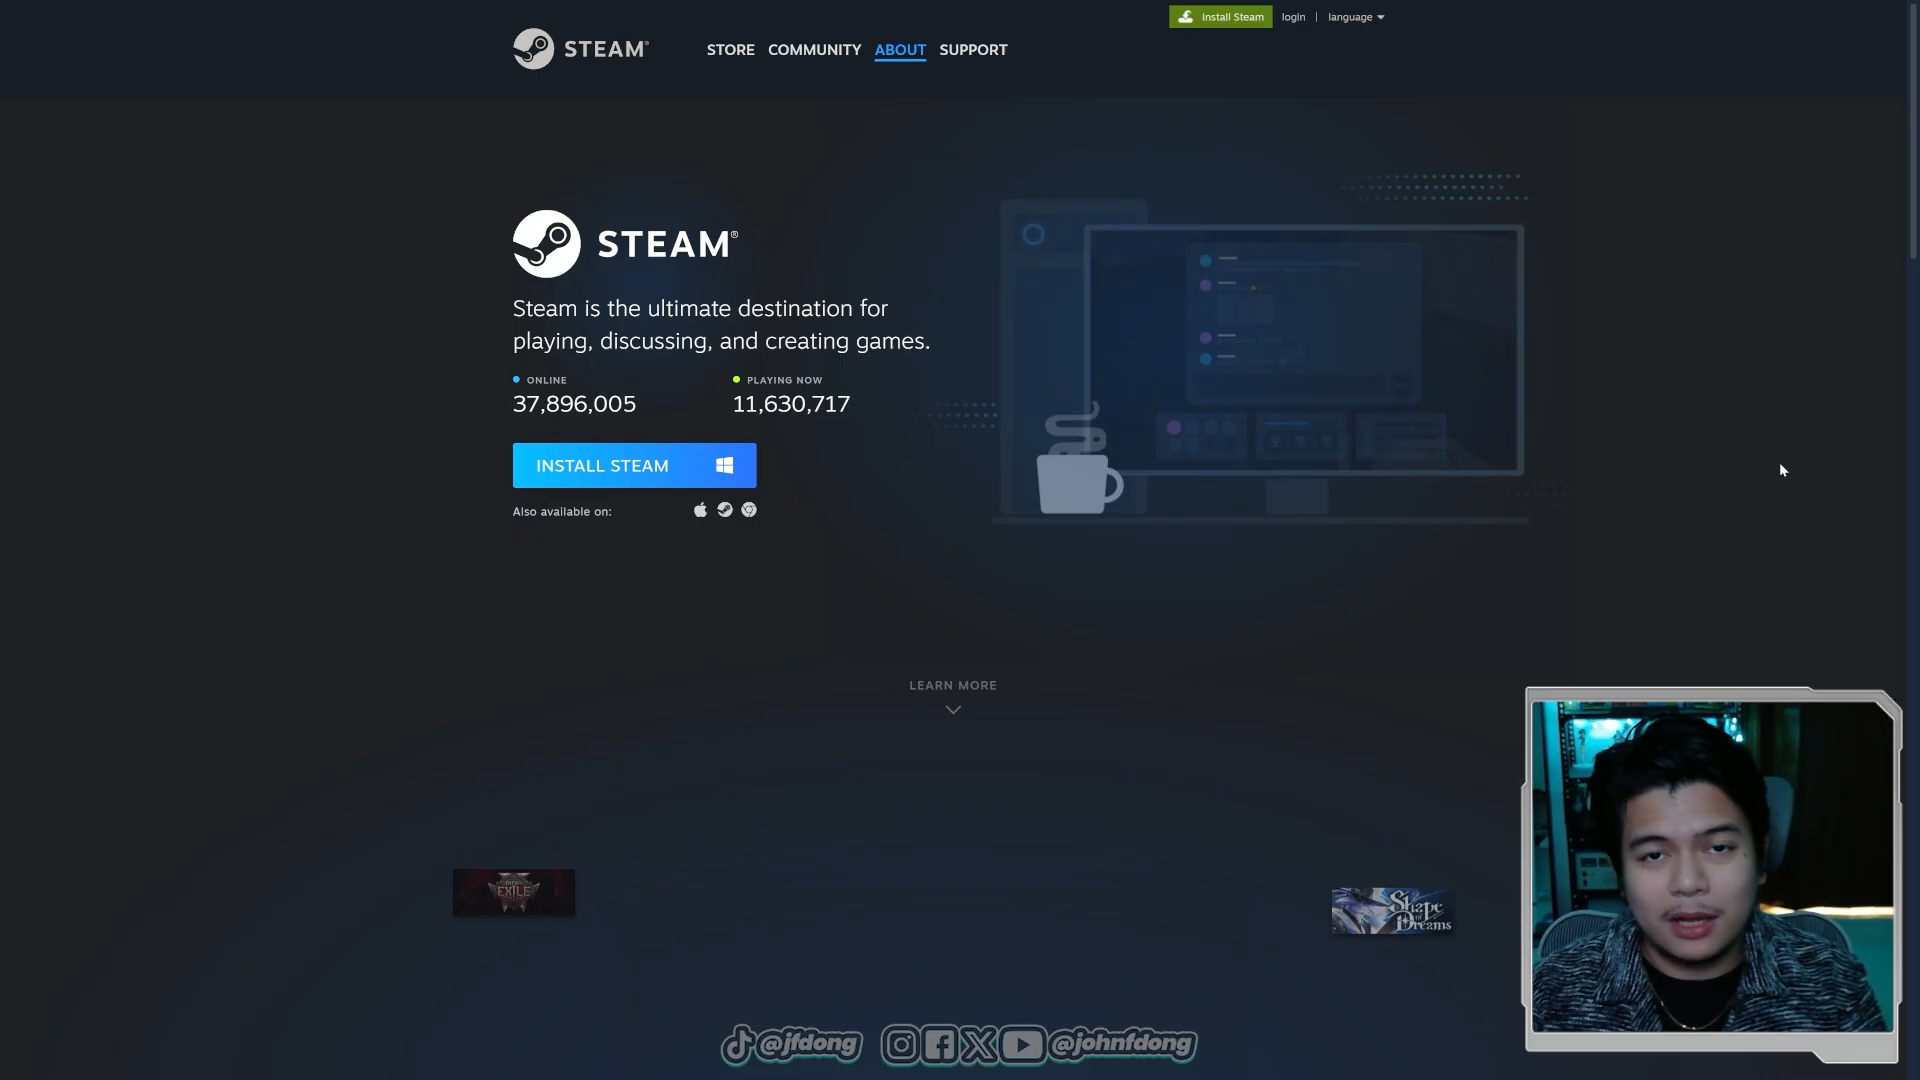 Install Steam
login | language
STEAM®
STORE COMMUNITY ABOUT SUPPORT
STEAM®
Steam is the ultimate destination for
playing, discussing, and creating games.
ONLINE
37,896,005
PLAYING NOW
11,630,717
INSTALL STEAM
Also available on:
LEARN MORE
PATH OF
EXILE
Shape
of
Dreams
@jfdong
@johnfdong